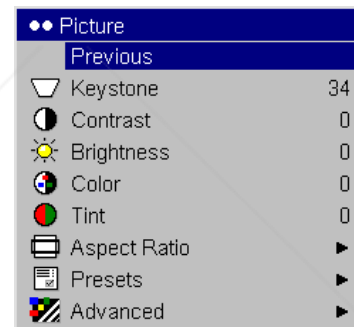 Picture
Previous
Keystone 34
Contrast 0
Brightness 0
Color 0
Tint 0
Aspect Ratio
Presets
Advanced